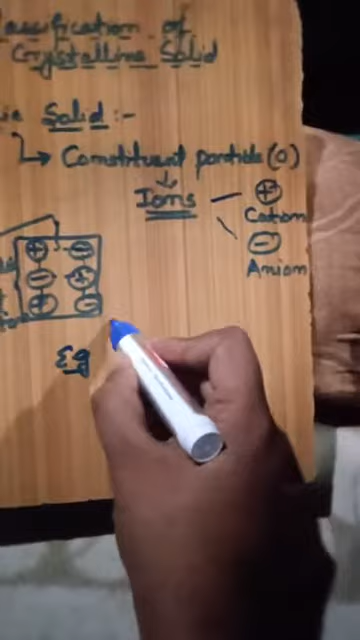 Classification of
Crystalline Solid
Solid :-
Constituent particle (O)
Ions
+
Cation
-
Anion
+ -
- +
+ -
Eg